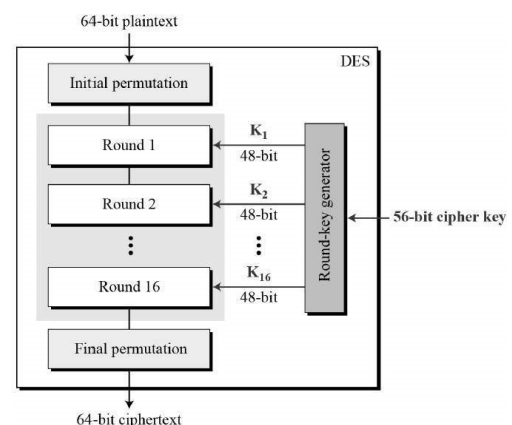 64-bit plaintext
DES
Initial permutation
Round 1
K1
48-bit
Round 2
K2
48-bit
Round-key generator
56-bit cipher key
Round 16
K16
48-bit
Final permutation
64-bit ciphertext